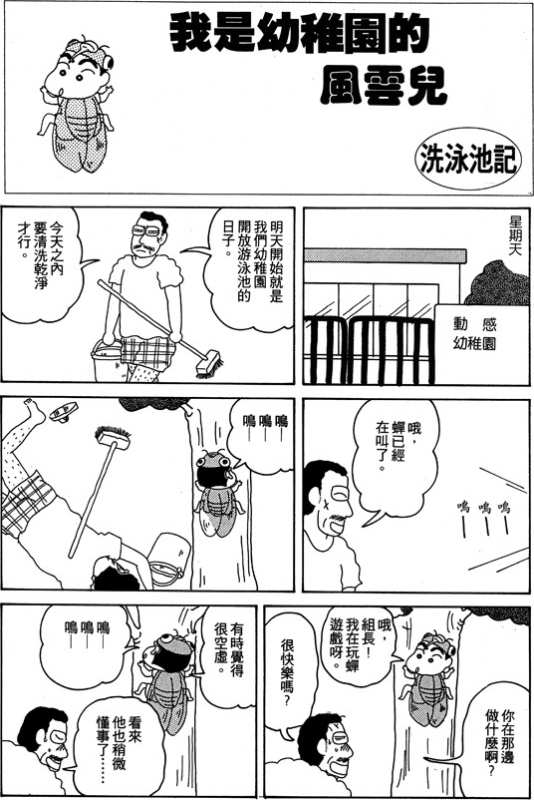 我是幼稚園的
風雲兒
洗泳池記
星期天
動感
幼稚園
明天開始就是
我們幼稚園
開放游泳池的
日子。
今天之內
要清洗乾淨
才行。
哦，
蟬已經
在叫了。
嗚
嗚
嗚
嗚
嗚
嗚
你在那邊
做什麼啊？
哦，
組長！
我在玩蟬
遊戲呀。
很快樂嗎？
有時覺得
很空虛。
嗚
嗚
嗚
看來
他也稍微
懂事了……